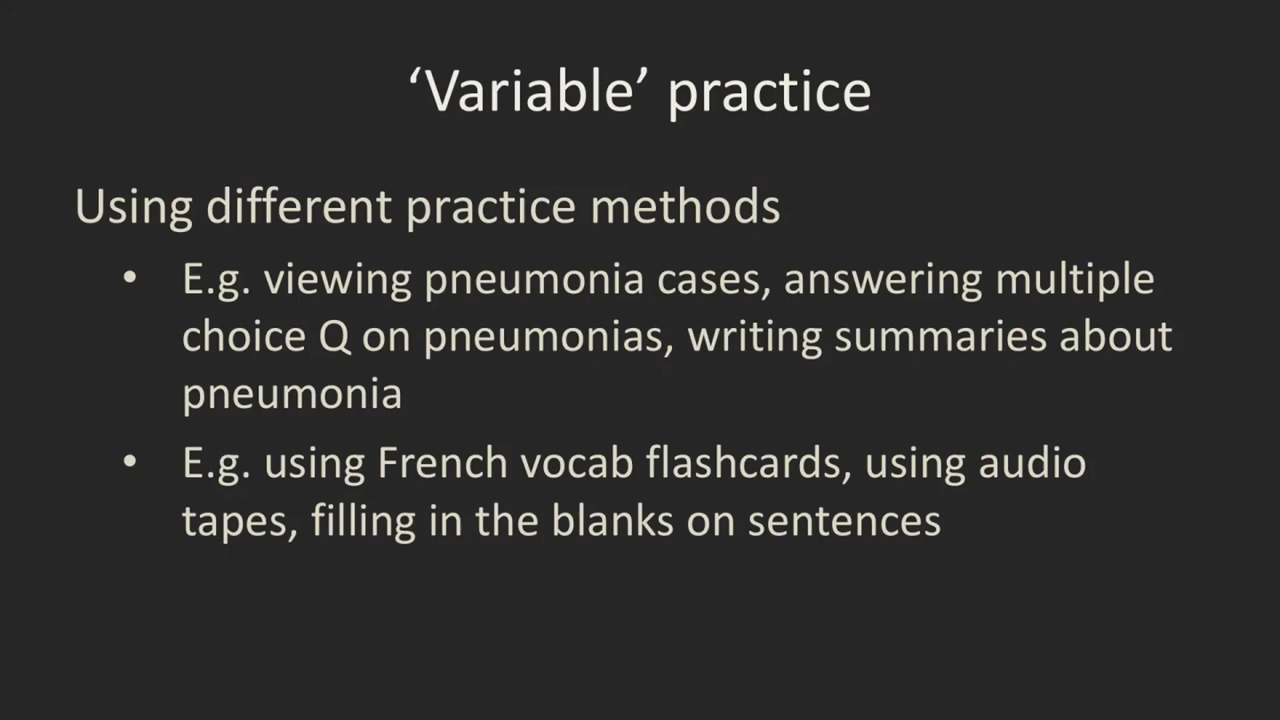 ‘Variable’ practice
Using different practice methods
• E.g. viewing pneumonia cases, answering multiple
choice Q on pneumonias, writing summaries about
pneumonia
• E.g. using French vocab flashcards, using audio
tapes, filling in the blanks on sentences